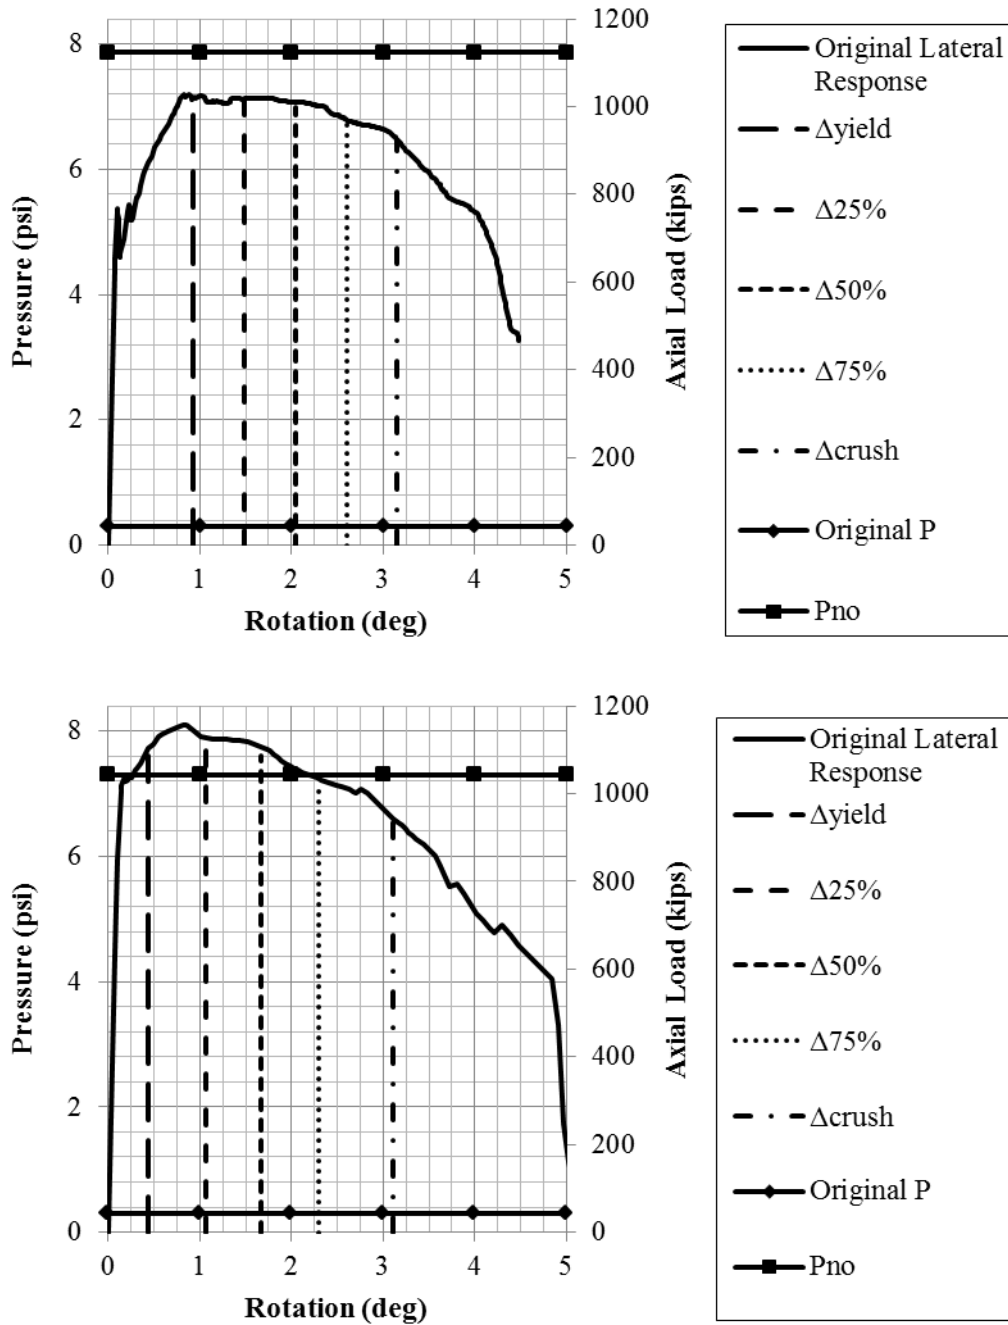 8
6
4
2
0
Pressure (psi)
0
1
2
3
4
5
Rotation (deg)
1200
1000
800
600
400
200
0
Axial Load (kips)
Original Lateral
Response
Δyield
Δ25%
Δ50%
Δ75%
Δcrush
Original P
Pno
8
6
4
2
0
Pressure (psi)
0
1
2
3
4
5
Rotation (deg)
1200
1000
800
600
400
200
0
Axial Load (kips)
Original Lateral
Response
Δyield
Δ25%
Δ50%
Δ75%
Δcrush
Original P
Pno